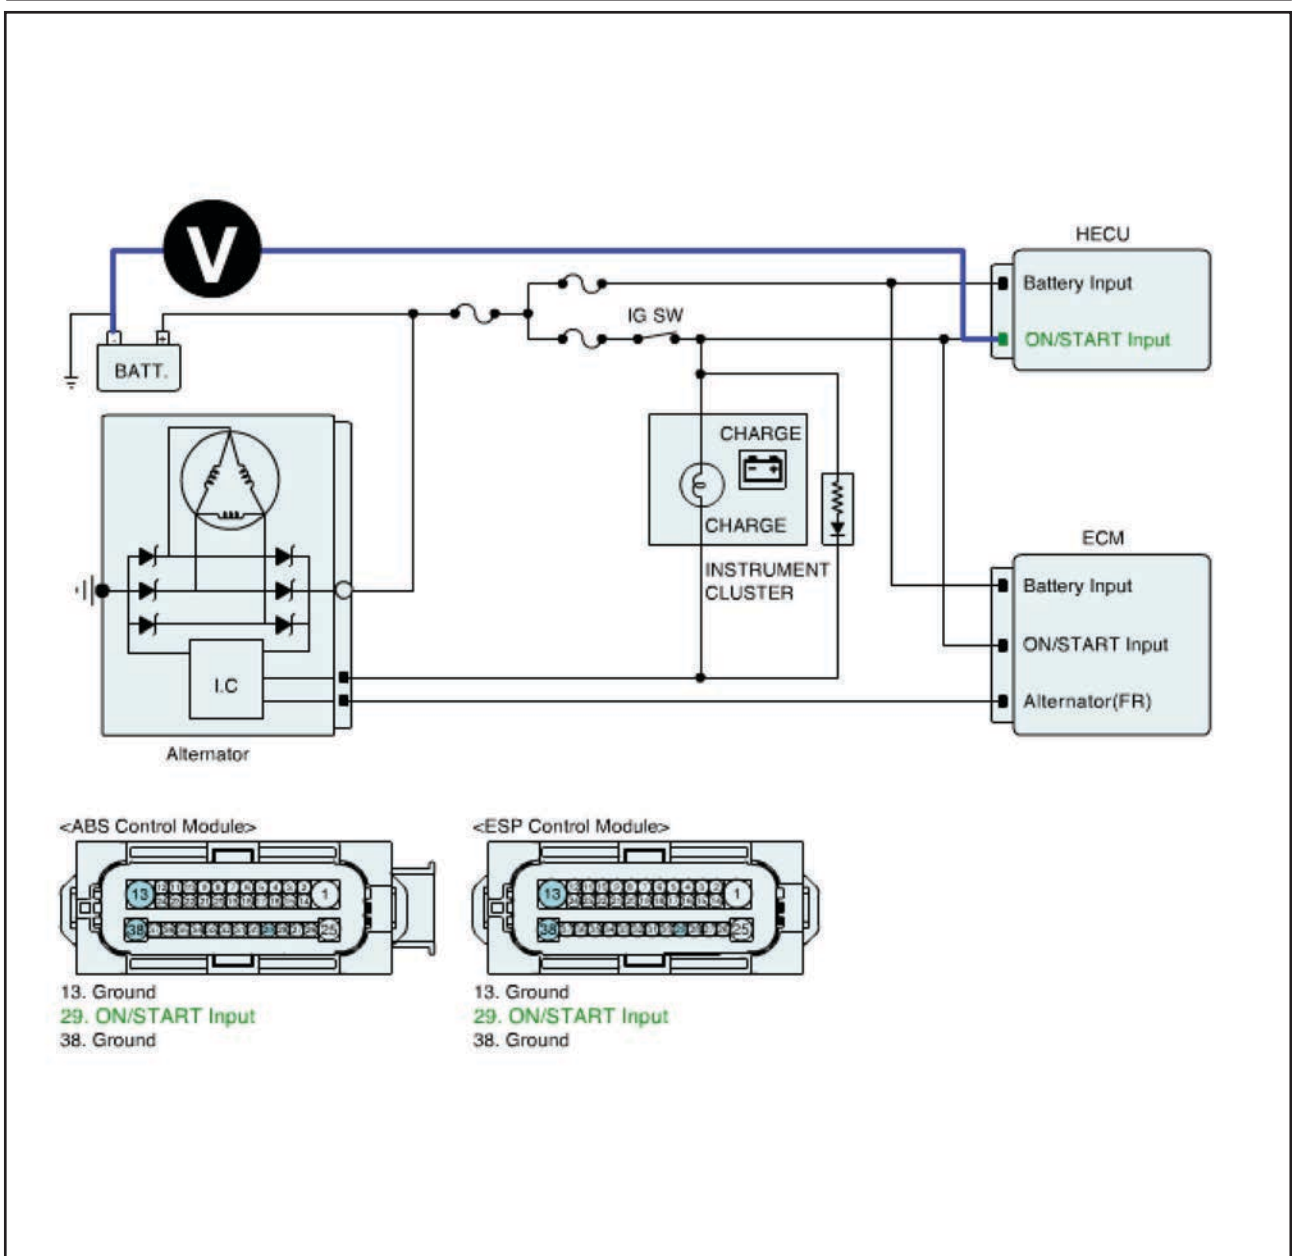 V
HECU
Battery Input
IG SW
ON/START Input
- +
BATT.
CHARGE
- +
CHARGE
INSTRUMENT
CLUSTER
ECM
Battery Input
ON/START Input
I.C
Alternator(FR)
Alternator
<ABS Control Module>
<ESP Control Module>
13 1
38 25
13 1
38 25
13. Ground
29. ON/START Input
38. Ground
13. Ground
29. ON/START Input
38. Ground